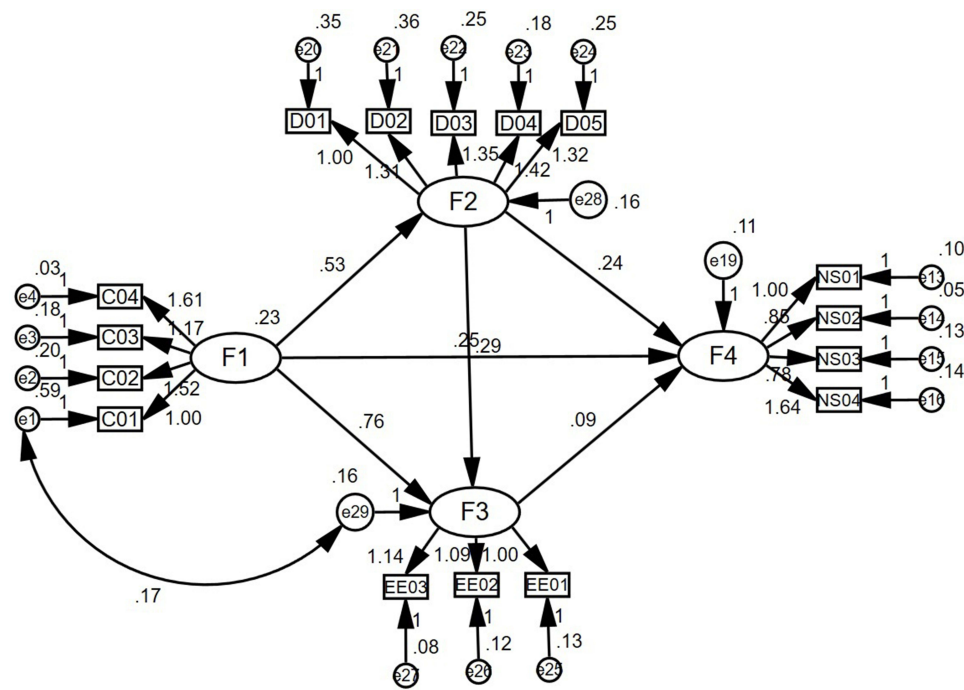 .35 .36 .25 .18 .25
e20 e21 e22 e23 e24
1 1 1 1 1
D01 D02 D03 D04 D05
1.00 1.31 1.35 1.42 1.32
F2 1 e28 .16
.53 .24
.11
e19
1
.03 1
e4 C04 1.61
.18 1
e3 C03 1.17
.20 1
e2 C02 1.52
.59 1
e1 C01 1.00
.23
F1
.25 .29
F4
1.00 NS01 1 e13 .10
.85 NS02 1 e14 .05
.78 NS03 1 e15 .13
1.64 NS04 1 e16 .14
.76 .09
.16
e29 1 F3
.17
1.14 1.09 1.00
EE03 EE02 EE01
1 1 1
.08 .12 .13
e27 e26 e25